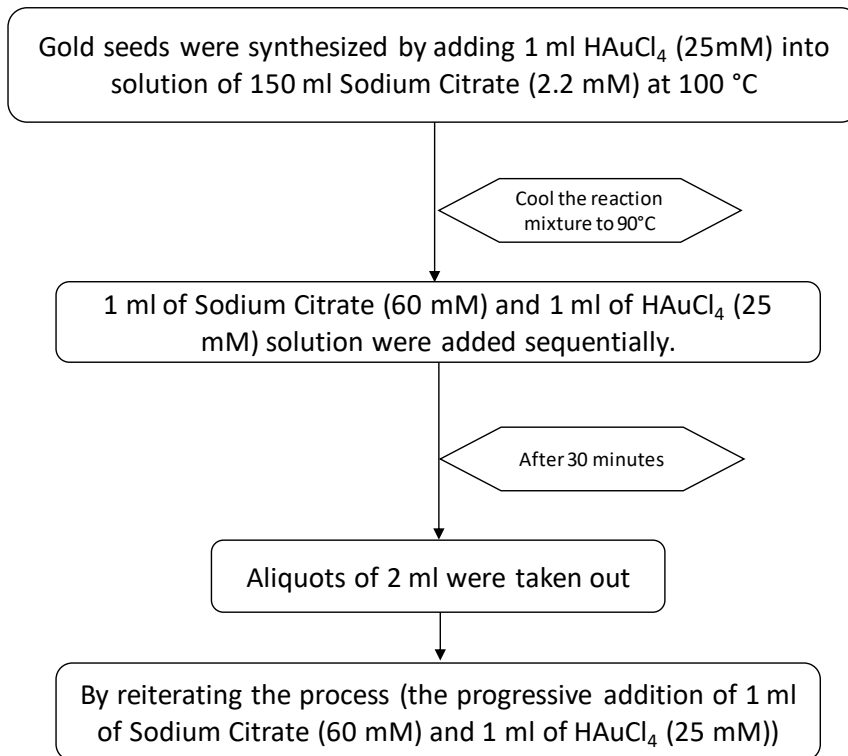 Gold seeds were synthesized by adding 1 ml HAuCl₄ (25mM) into
solution of 150 ml Sodium Citrate (2.2 mM) at 100 °C
Cool the reaction
mixture to 90°C
1 ml of Sodium Citrate (60 mM) and 1 ml of HAuCl₄ (25
mM) solution were added sequentially.
After 30 minutes
Aliquots of 2 ml were taken out
By reiterating the process (the progressive addition of 1 ml
of Sodium Citrate (60 mM) and 1 ml of HAuCl₄ (25 mM))